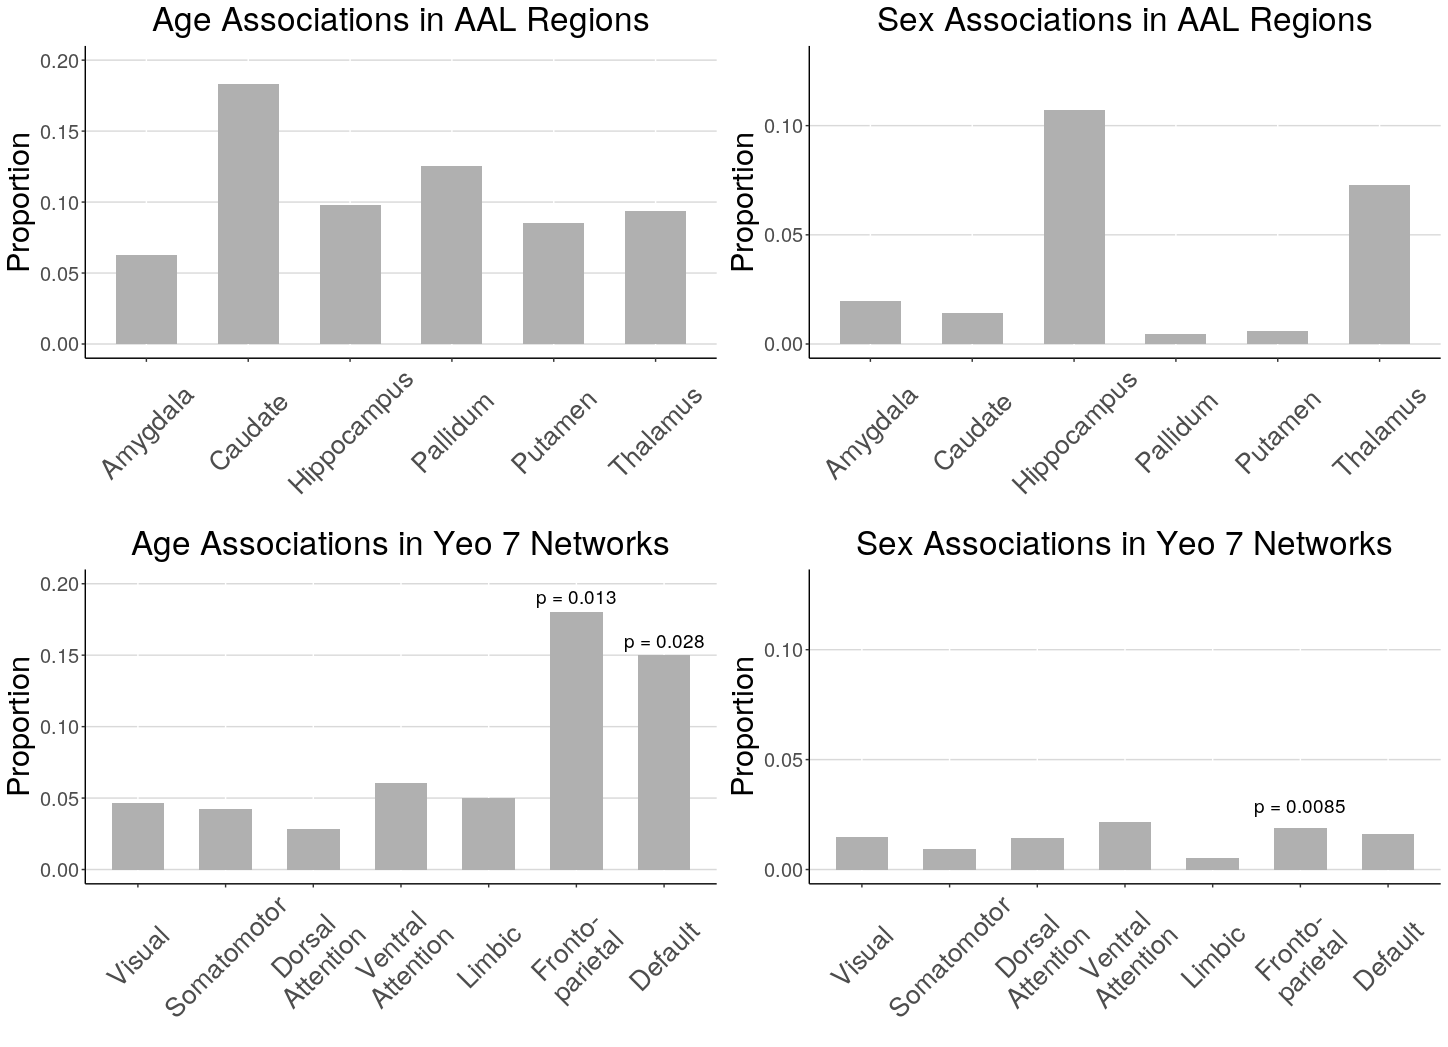 Age Associations in AAL Regions
Proportion
0.20
0.15
0.10
0.05
0.00
Amygdala
Caudate
Hippocampus
Pallidum
Putamen
Thalamus
Sex Associations in AAL Regions
Proportion
0.10
0.05
0.00
Amygdala
Caudate
Hippocampus
Pallidum
Putamen
Thalamus
Age Associations in Yeo 7 Networks
Proportion
0.20
0.15
0.10
0.05
0.00
p = 0.013
p = 0.028
Visual
Somatomotor
Dorsal
Attention
Ventral
Attention
Limbic
Fronto-
parietal
Default
Sex Associations in Yeo 7 Networks
Proportion
0.10
0.05
0.00
p = 0.0085
Visual
Somatomotor
Dorsal
Attention
Ventral
Attention
Limbic
Fronto-
parietal
Default